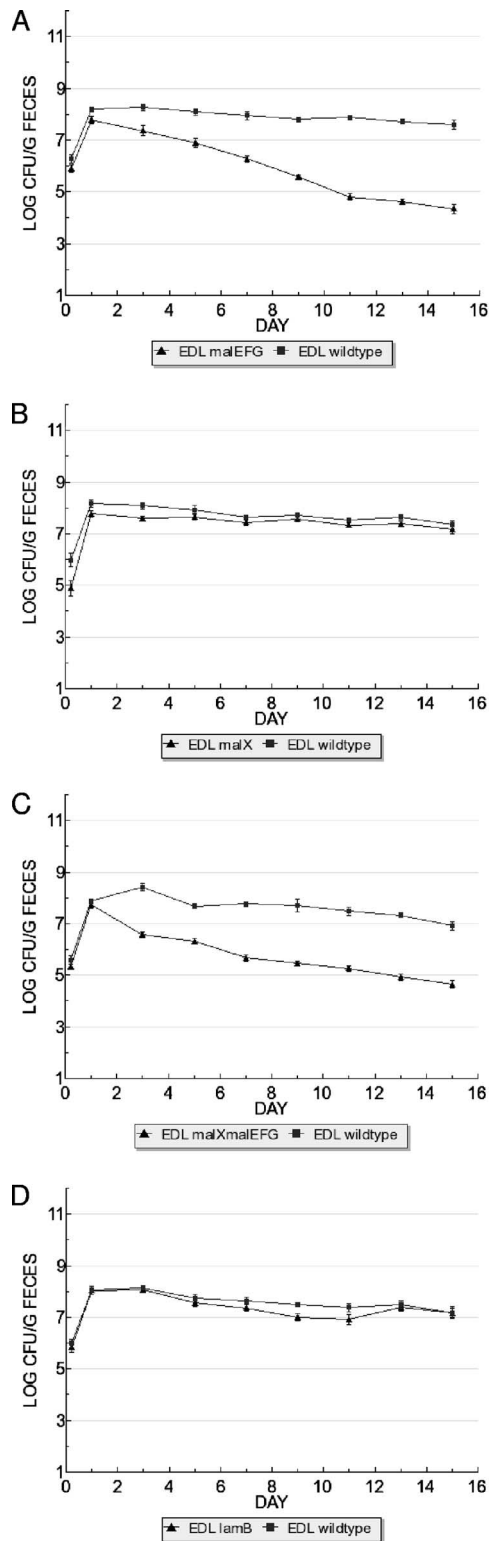 A
LOG CFU/G FECES
11
9
7
5
3
1
0 2 4 6 8 10 12 14 16
DAY
EDL malEFG EDL wildtype
B
LOG CFU/G FECES
11
9
7
5
3
1
0 2 4 6 8 10 12 14 16
DAY
EDL malX EDL wildtype
C
LOG CFU/G FECES
11
9
7
5
3
1
0 2 4 6 8 10 12 14 16
DAY
EDL malXmalEFG EDL wildtype
D
LOG CFU/G FECES
11
9
7
5
3
1
0 2 4 6 8 10 12 14 16
DAY
EDL lamB EDL wildtype